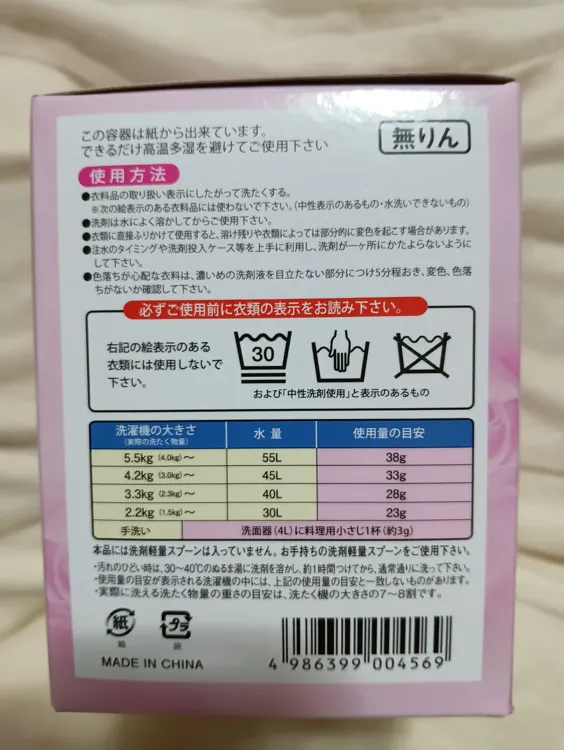 この容器は紙から出来ています。
できるだけ高温多湿を避けてご使用下さい
無りん
使用方法
●衣料品の取り扱い表示にしたがって洗たくする。
※次の絵表示のある衣料品には使わないで下さい。(中性表示のあるもの・水洗いできないもの)
●洗剤は水によく溶かしてからご使用下さい。
●衣類に直接ふりかけて使用すると、溶け残りや衣類によっては部分的に変色を起こす場合があります。
●注水のタイミングや洗剤投入ケース等を上手に利用し、洗剤が一ヶ所にかたよらないように
して下さい。
●色落ちが心配な衣料は、濃いめの洗剤液を目立たない部分につけ5分程おき、変色、色落
ちがないか確認して下さい。
必ずご使用前に衣類の表示をお読み下さい。
右記の絵表示のある
衣類には使用しないで
下さい。
30
および「中性洗剤使用」と表示のあるもの
洗濯機の大きさ
(実際の洗たく物量)
水量
使用量の目安
5.5kg (4.0kg) ~ 55L 38g
4.2kg (3.0kg) ~ 45L 33g
3.3kg (2.3kg) ~ 40L 28g
2.2kg (1.5kg) ~ 30L 23g
手洗い 洗面器(4L)に料理用小さじ1杯(約3g)
本品には洗剤軽量スプーンは入っていません。お手持ちの洗剤軽量スプーンをご使用下さい。
・汚れのひどい時は、30~40℃のぬるま湯に洗剤を溶かし、約1時間つけてから、通常通りに洗って下さい。
・使用量の目安が表示される洗濯機の中には、上記の使用量の目安と一致しないものがあります。
・実際に洗える洗たく物量の重さの目安は、洗たく機の大きさの7~8割です。
紙
箱
プラ
袋
MADE IN CHINA
4 986399 004569